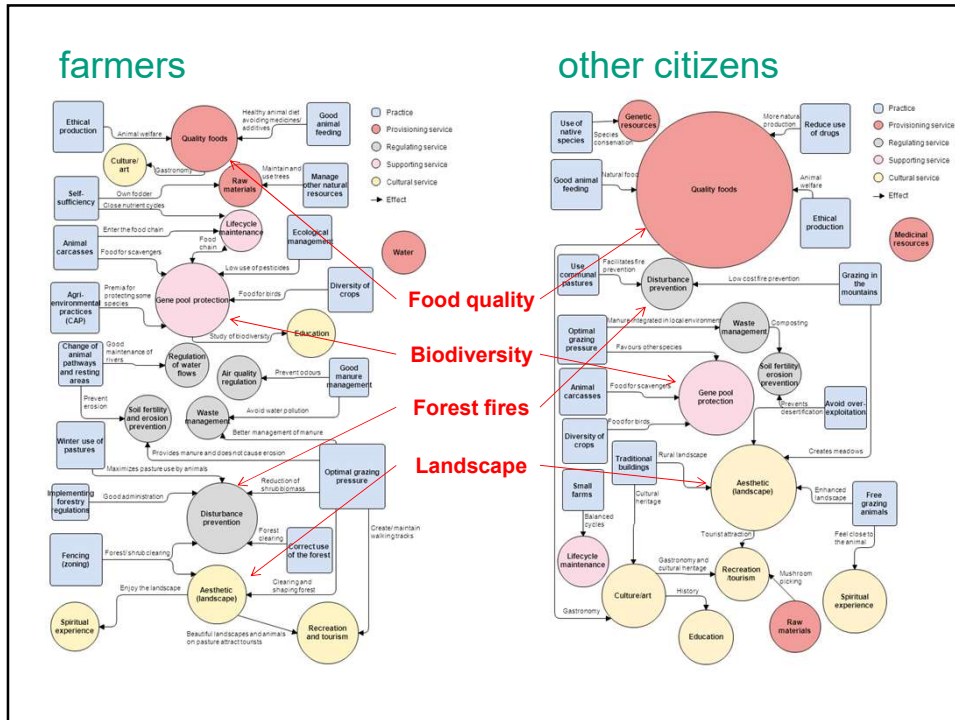 farmers
other citizens
Ethical
production
Animal welfare
Quality foods
Healthy animal diet
avoiding medicines/
additives
Good
animal
feeding
Practice
Provisioning service
Regulating service
Supporting service
Cultural service
Effect
Culture/
art
Gastronomy
Raw
materials
Maintain and
use trees
Manage
other natural
resources
Self-
sufficiency
Own fodder
Close nutrient cycles
Lifecycle
maintenance
Ecological
management
Animal
carcasses
Enter the food chain
Food for scavengers
Food
chain
Low use of pesticides
Water
Agri-
environmental
practices
(CAP)
Premia for
protecting some
species
Gene pool protection
Food for birds
Diversity of
crops
Study of biodiversity
Education
Change of
animal
pathways
and resting
areas
Good
maintenance of
rivers
Regulation
of water
flows
Air quality
regulation
Prevent odours
Good
manure
management
Prevent
erosion
Soil fertility
and erosion
prevention
Waste
management
Avoid water pollution
Better management of manure
Provides manure and does not cause erosion
Winter use of
pastures
Maximizes pasture use by animals
Optimal grazing
pressure
Reduction of
shrub biomass
Implementing
forestry
regulations
Good administration
Disturbance
prevention
Forest
clearing
Correct use
of the forest
Create/ maintain
walking tracks
Fencing
(zoning)
Forest/ shrub clearing
Enjoy the landscape
Aesthetic
(landscape)
Clearing and
shaping forest
Spiritual
experience
Beautiful landscapes and animals
on pasture attract tourists
Recreation
and tourism
Food quality
Biodiversity
Forest fires
Landscape
Use of
native
species
Genetic
resources
Species
conservation
More natural
production
Reduce use
of drugs
Practice
Provisioning service
Regulating service
Supporting service
Cultural service
Effect
Good animal
feeding
Natural food
Quality foods
Animal
welfare
Ethical
production
Medicinal
resources
Use
communal
pastures
Facilitates fire
prevention
Disturbance
prevention
Low cost fire prevention
Grazing in
the
mountains
Optimal
grazing
pressure
Manure integrated in local environment
Waste
management
Composting
Favours other species
Soil fertility/
erosion
prevention
Animal
carcasses
Food for scavengers
Gene pool
protection
Prevents
desertification
Avoid over-
exploitation
Diversity of
crops
Food for birds
Traditional
buildings
Rural landscape
Creates meadows
Aesthetic
(landscape)
Enhanced
landscape
Free
grazing
animals
Small
farms
Balanced
cycles
Cultural
heritage
Tourist attraction
Feel close to
the animal
Lifecycle
maintenance
Gastronomy
and cultural
heritage
Recreation
/tourism
Mushroom
picking
Culture/art
History
Spiritual
experience
Gastronomy
Education
Raw
materials